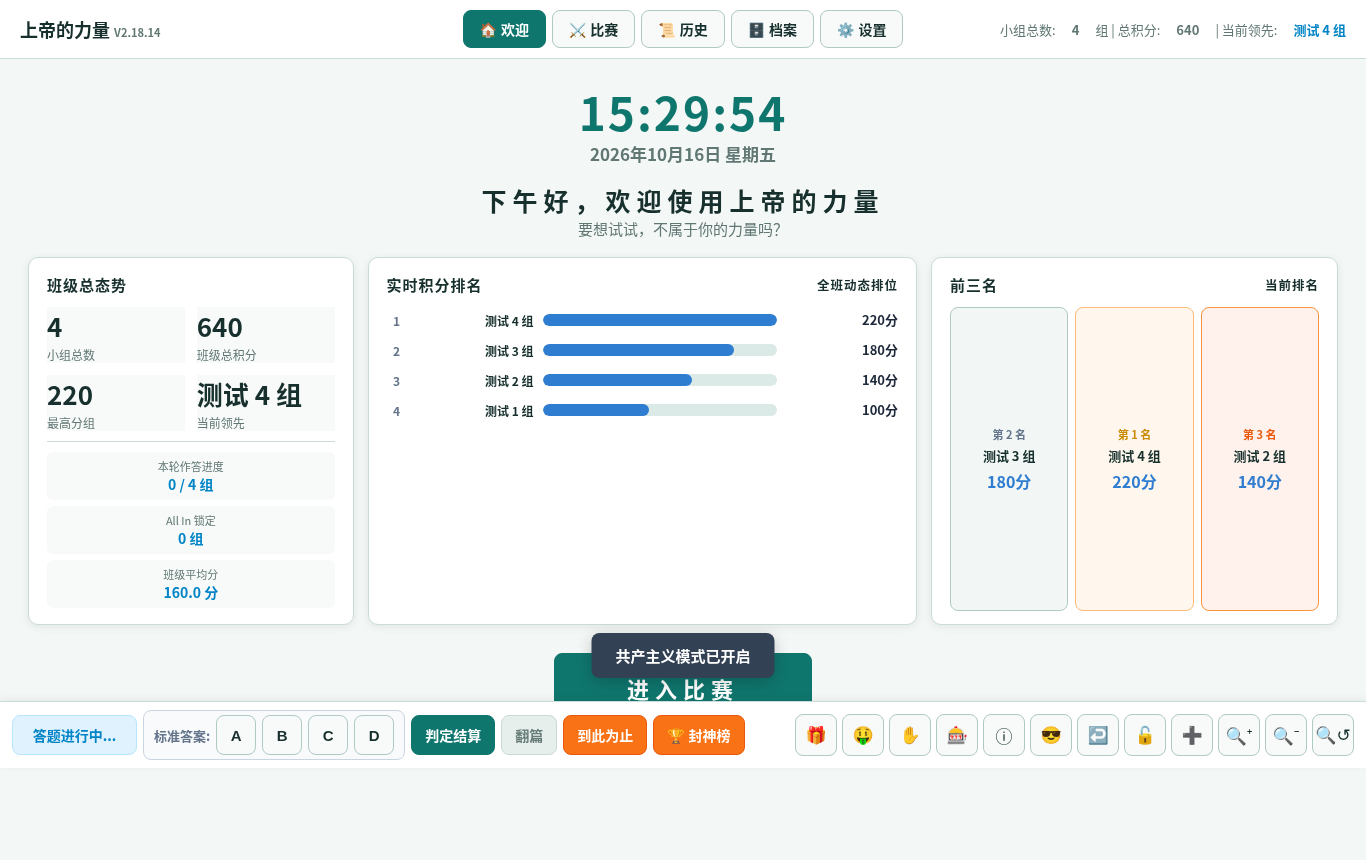 上帝的力量 V2.18.14
🏠 欢迎
⚔️ 比赛
📜 历史
🗄️ 档案
⚙️ 设置
小组总数: 4 组 | 总积分: 640 | 当前领先: 测试 4 组
15:29:54
2026年10月16日 星期五
下午好，欢迎使用上帝的力量
要想试试，不属于你的力量吗?
班级总态势
4
小组总数
640
班级总积分
220
最高分组
测试 4 组
当前领先
本轮作答进度
0 / 4 组
All In 锁定
0 组
班级平均分
160.0 分
实时积分排名
全班动态排位
1 测试 4 组 220分
2 测试 3 组 180分
3 测试 2 组 140分
4 测试 1 组 100分
前三名
当前排名
第 2 名
测试 3 组
180分
第 1 名
测试 4 组
220分
第 3 名
测试 2 组
140分
共产主义模式已开启
进入比赛
答题进行中...
标准答案: A B C D
判定结算
翻篇
到此为止
🏆 封神榜